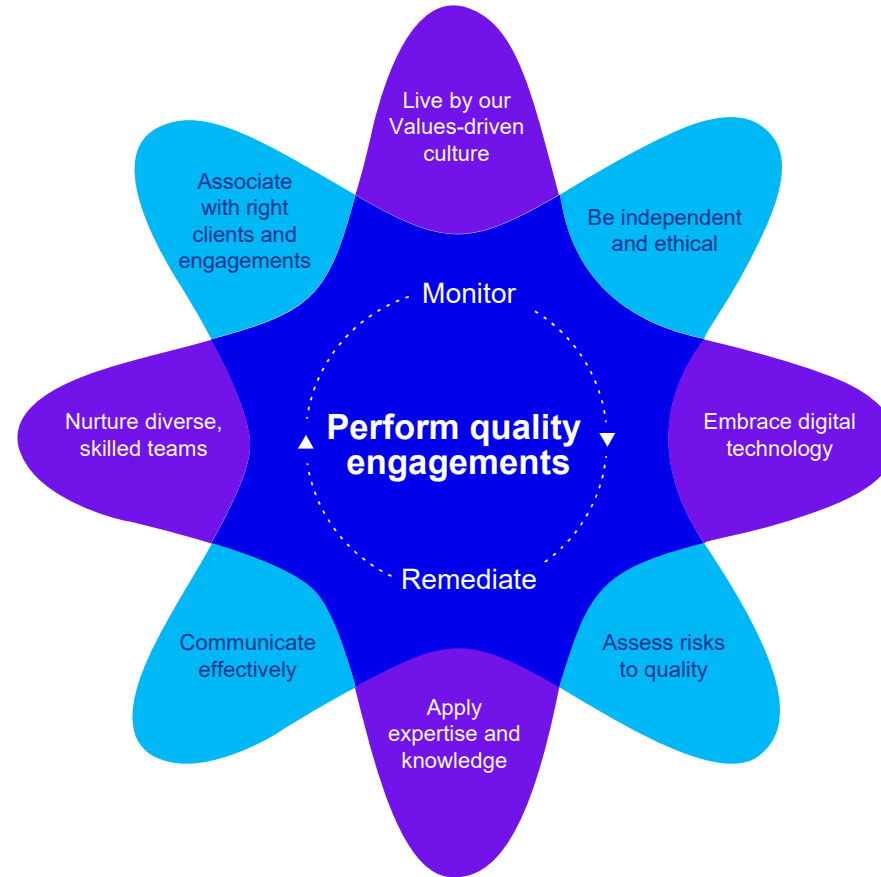 Live by our
Values-driven
culture
Associate
with right
clients and
engagements
Be independent
and ethical
Monitor
Nurture diverse,
skilled teams
Perform quality
engagements
Embrace digital
technology
Remediate
Communicate
effectively
Assess risks
to quality
Apply
expertise and
knowledge